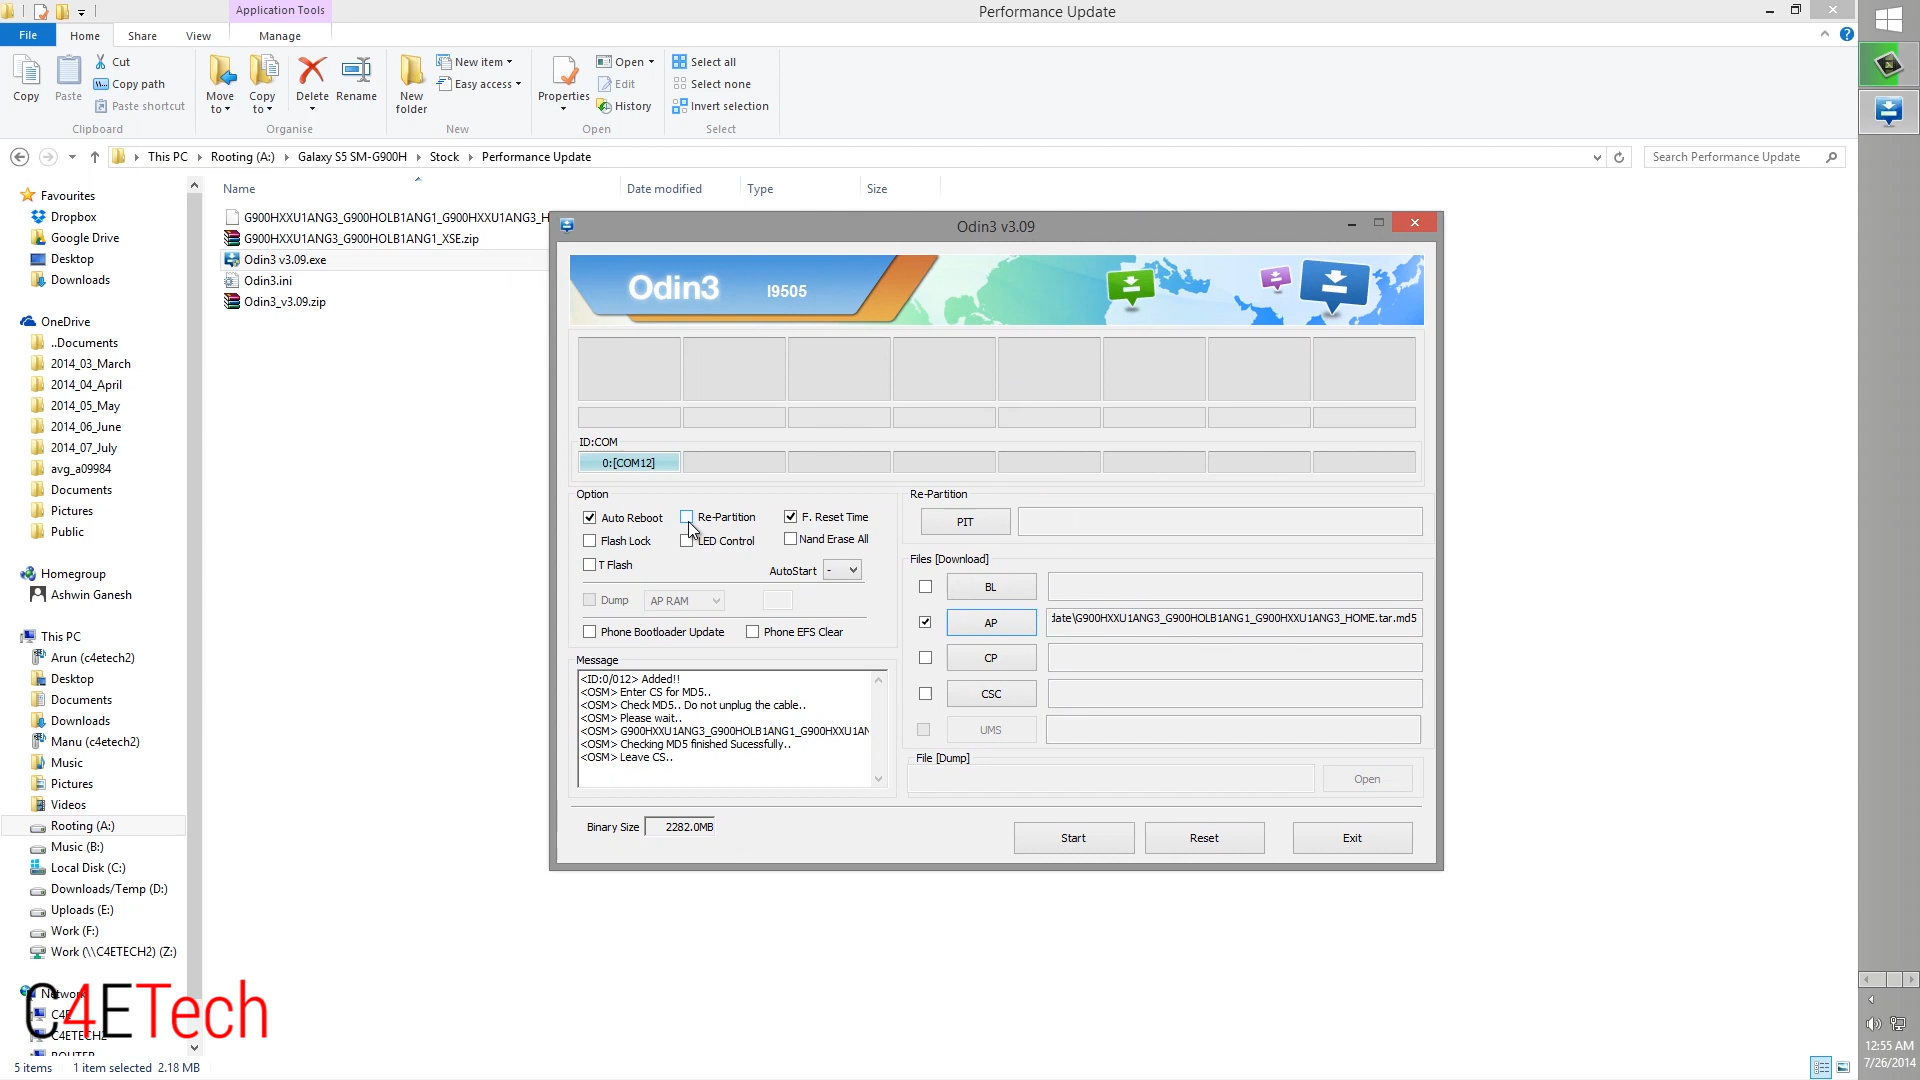 Application Tools
Performance Update
File
Home
Share
View
Manage
Copy
Paste
Cut
Copy path
Paste shortcut
Clipboard
Move to
Copy to
Delete
Rename
Organise
New folder
New item
Easy access
New
Properties
Open
Edit
History
Open
Select all
Select none
Invert selection
Select
This PC
Rooting (A:)
Galaxy S5 SM-G900H
Stock
Performance Update
Search Performance Update
Name
Date modified
Type
Size
G900HXXU1ANG3_G900HOLB1ANG1_G900HXXU1ANG3_H
G900HXXU1ANG3_G900HOLB1ANG1_XSE.zip
Odin3 v3.09.exe
Odin3.ini
Odin3_v3.09.zip
Favourites
Dropbox
Google Drive
Desktop
Downloads
OneDrive
..Documents
2014_03_March
2014_04_April
2014_05_May
2014_06_June
2014_07_July
avg_a09984
Documents
Pictures
Public
Homegroup
Ashwin Ganesh
This PC
Arun (c4etech2)
Desktop
Documents
Downloads
Manu (c4etech2)
Music
Pictures
Videos
Rooting (A:)
Music (B:)
Local Disk (C:)
Downloads/Temp (D:)
Uploads (E:)
Work (F:)
Work (\\C4ETECH2) (Z:)
Network
C4E
C4ETECH2
ROUTER
C4ETech
5 items
1 item selected 2.18 MB
Odin3 v3.09
Odin3
I9505
ID:COM
0:[COM12]
Option
Auto Reboot
Re-Partition
F. Reset Time
Flash Lock
LED Control
Nand Erase All
T Flash
AutoStart
-
Dump
AP RAM
Phone Bootloader Update
Phone EFS Clear
Message
<ID:0/012> Added!!
<OSM> Enter CS for MD5..
<OSM> Check MD5.. Do not unplug the cable..
<OSM> Please wait..
<OSM> G900HXXU1ANG3_G900HOLB1ANG1_G900HXXU1AN
<OSM> Checking MD5 finished Sucessfully..
<OSM> Leave CS..
Binary Size
2282.0MB
Re-Partition
PIT
Files [Download]
BL
AP
date\G900HXXU1ANG3_G900HOLB1ANG1_G900HXXU1ANG3_HOME.tar.md5
CP
CSC
UMS
File [Dump]
Open
Start
Reset
Exit
12:55 AM
7/26/2014